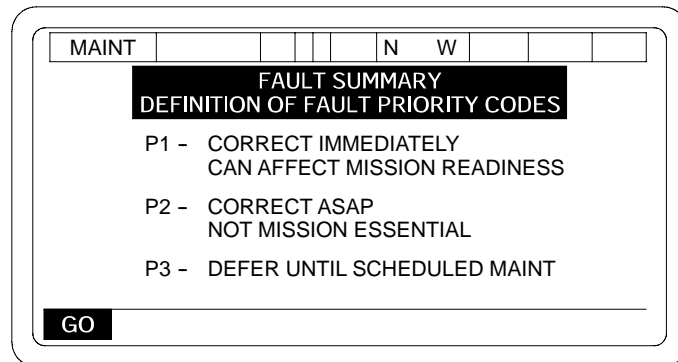 MAINT N W
FAULT SUMMARY
DEFINITION OF FAULT PRIORITY CODES
P1 - CORRECT IMMEDIATELY
CAN AFFECT MISSION READINESS
P2 - CORRECT ASAP
NOT MISSION ESSENTIAL
P3 - DEFER UNTIL SCHEDULED MAINT
GO